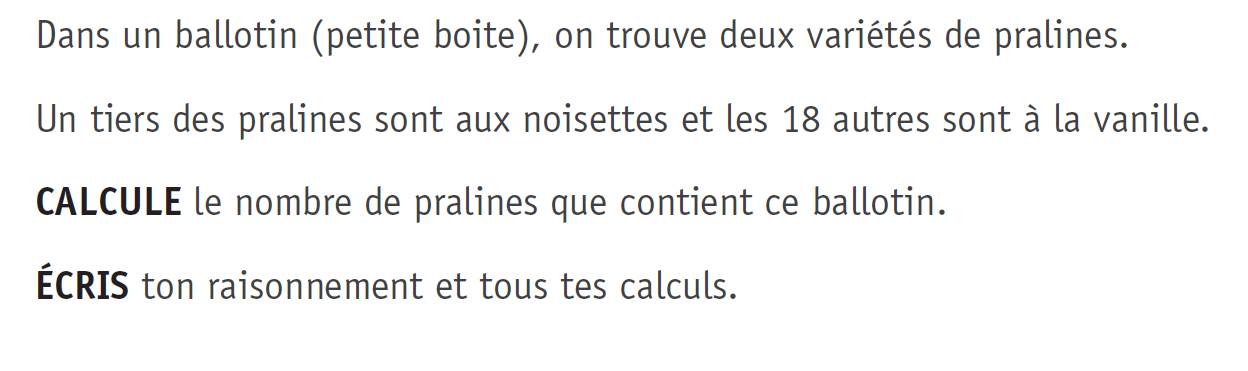 Dans un ballotin (petite boite), on trouve deux variétés de pralines.
Un tiers des pralines sont aux noisettes et les 18 autres sont à la vanille.
CALCULE le nombre de pralines que contient ce ballotin.
ÉCRIS ton raisonnement et tous tes calculs.